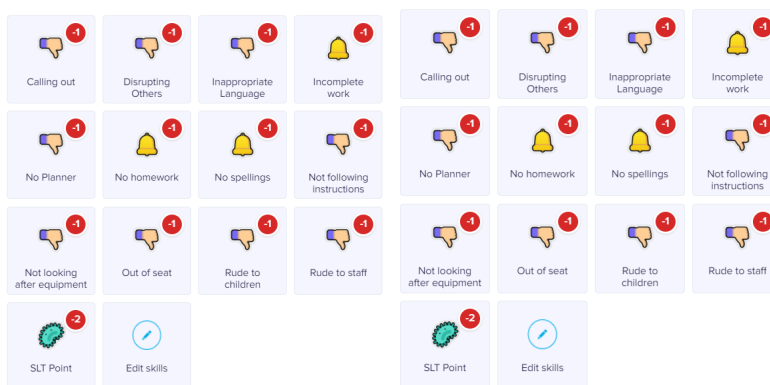 -1 -1 -1 -1
Calling out
Disrupting
Others
Inappropriate
Language
Incomplete
work
-1 -1 -1 -1
No Planner
No homework
No spellings
Not following
instructions
-1 -1 -1 -1
Not looking
after equipment
Out of seat
Rude to
children
Rude to staff
-2
SLT Point
Edit skills
-1 -1 -1 -1
Calling out
Disrupting
Others
Inappropriate
Language
Incomplete
work
-1 -1 -1 -1
No Planner
No homework
No spellings
Not following
instructions
-1 -1 -1 -1
Not looking
after equipment
Out of seat
Rude to
children
Rude to staff
-2
SLT Point
Edit skills